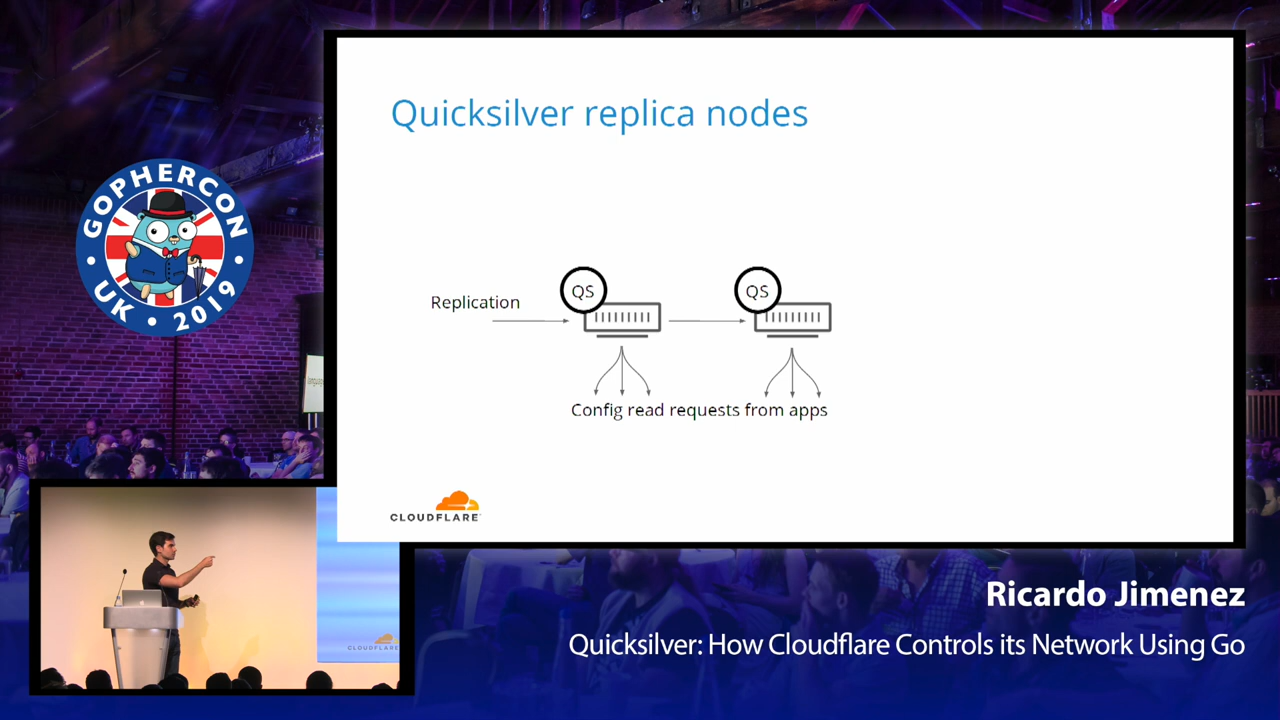 Quicksilver replica nodes
QS
QS
Replication
Config read requests from apps
CLOUDFLARE
GOPHERCON
UK • 2019
CLOUDFLARE
Ricardo Jimenez
Quicksilver: How Cloudflare Controls its Network Using Go